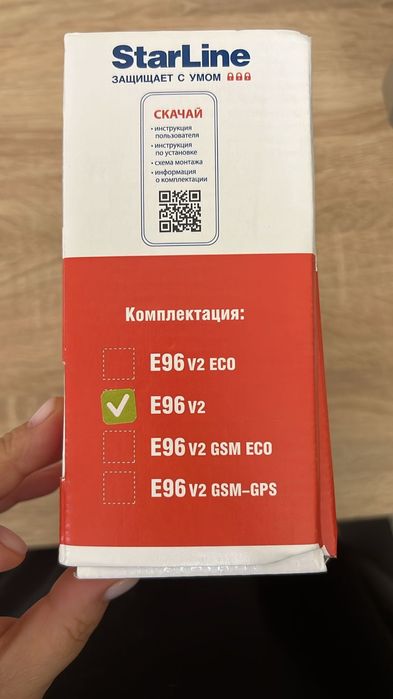 StarLine
ЗАЩИЩАЕТ С УМОМ
СКАЧАЙ
• инструкция
пользователя
• инструкция
по установке
• схема монтажа
• информация
о комплектации
Комплектация:
E96 V2 ECO
E96 V2
E96 V2 GSM ECO
E96 V2 GSM-GPS